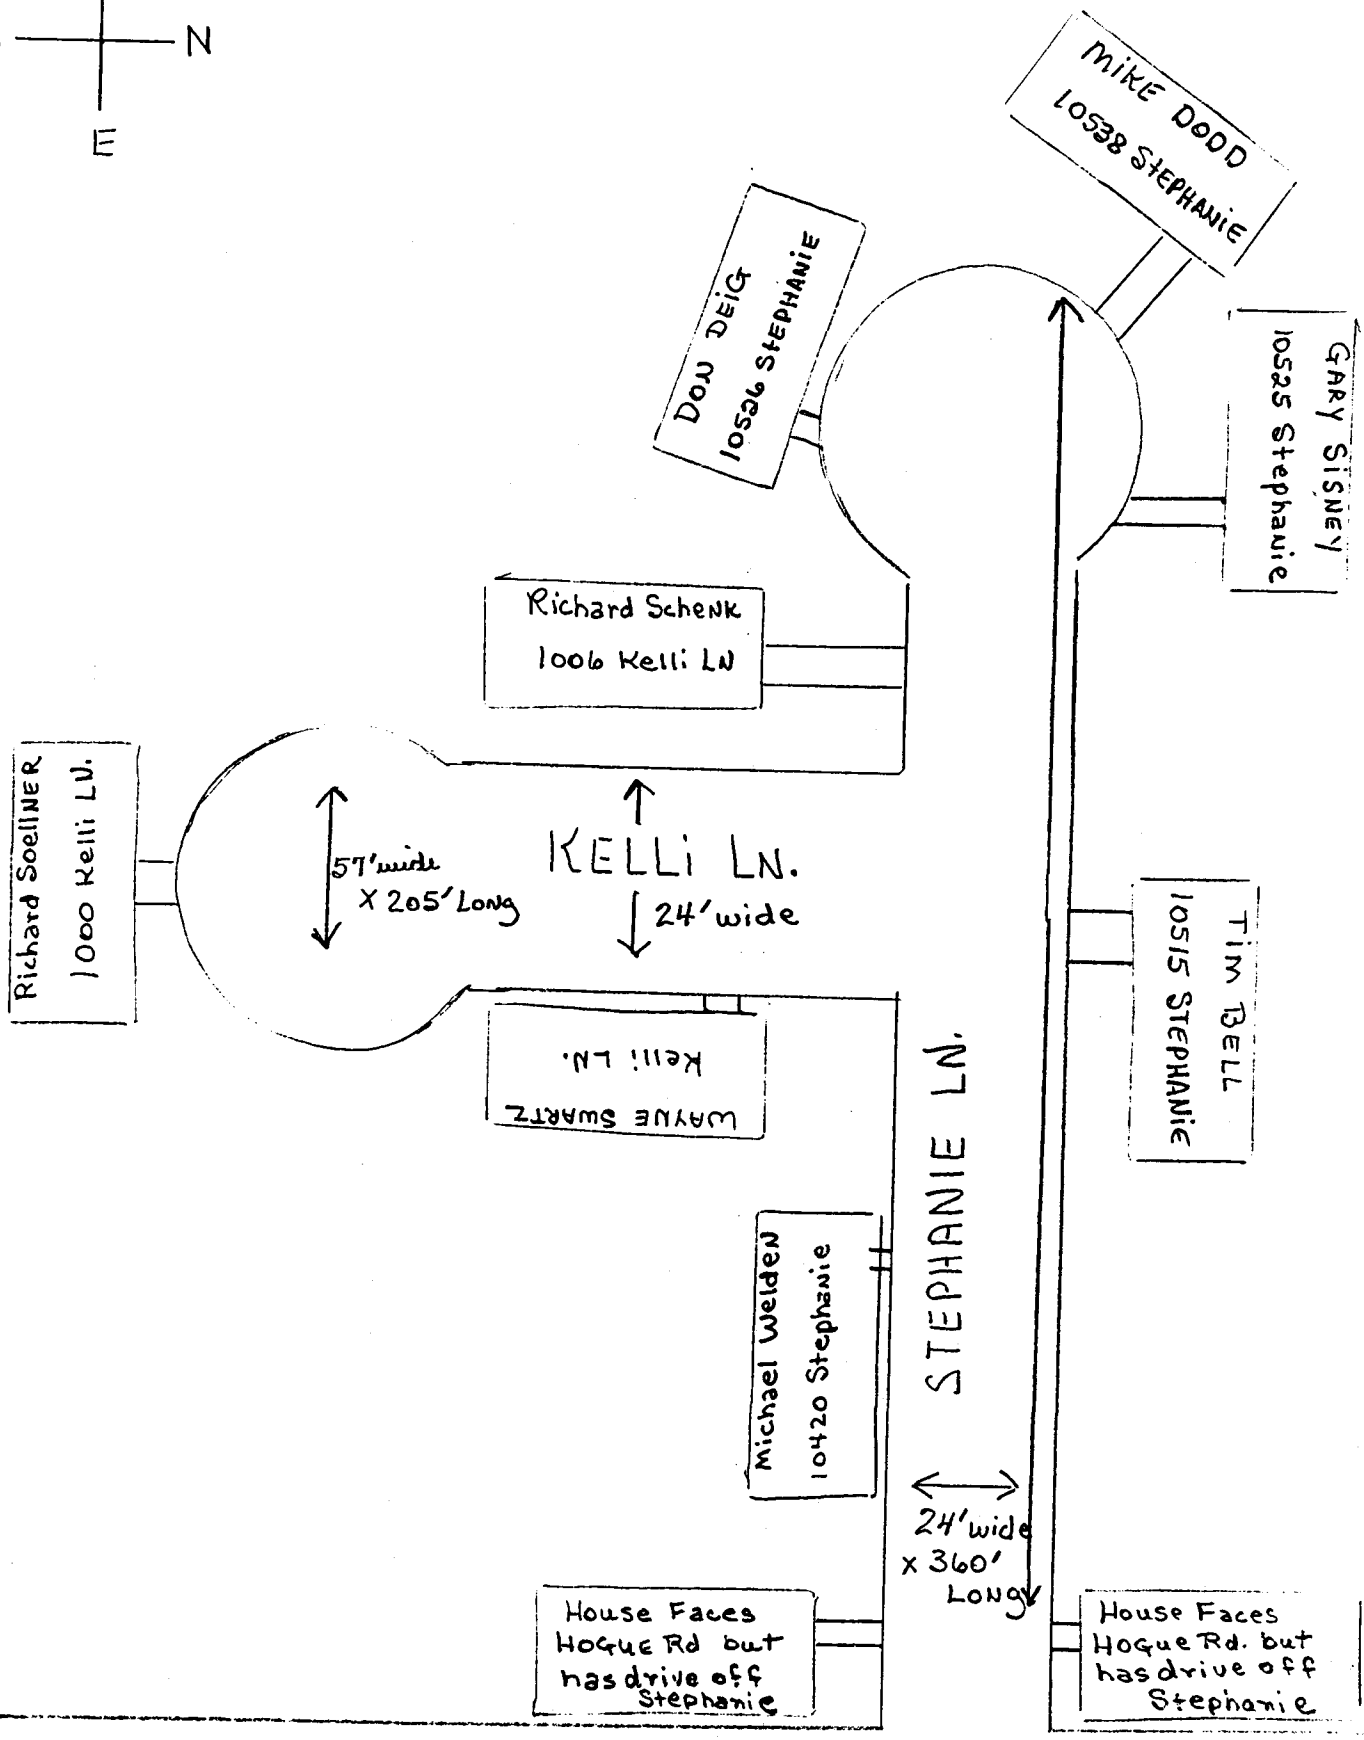 N
E
MIKE DODD
10538 STEPHANIE
DON DEIG
10526 STEPHANIE
GARY SISNEY
10525 Stephanie
Richard Schenk
1006 Kelli LN
Richard Soellner
1000 Kelli LN.
57' wide
X 205' Long
KELLi LN.
24' wide
WAYNE SWARTZ
Kelli LN.
TiM BELL
10515 STEPHANIE
STEPHANIE LN.
Michael Welden
10420 Stephanie
24' wide
x 360'
LONG
House Faces
HOGUE Rd but
has drive off
Stephanie
House Faces
HOGUE Rd. but
has drive off
Stephanie